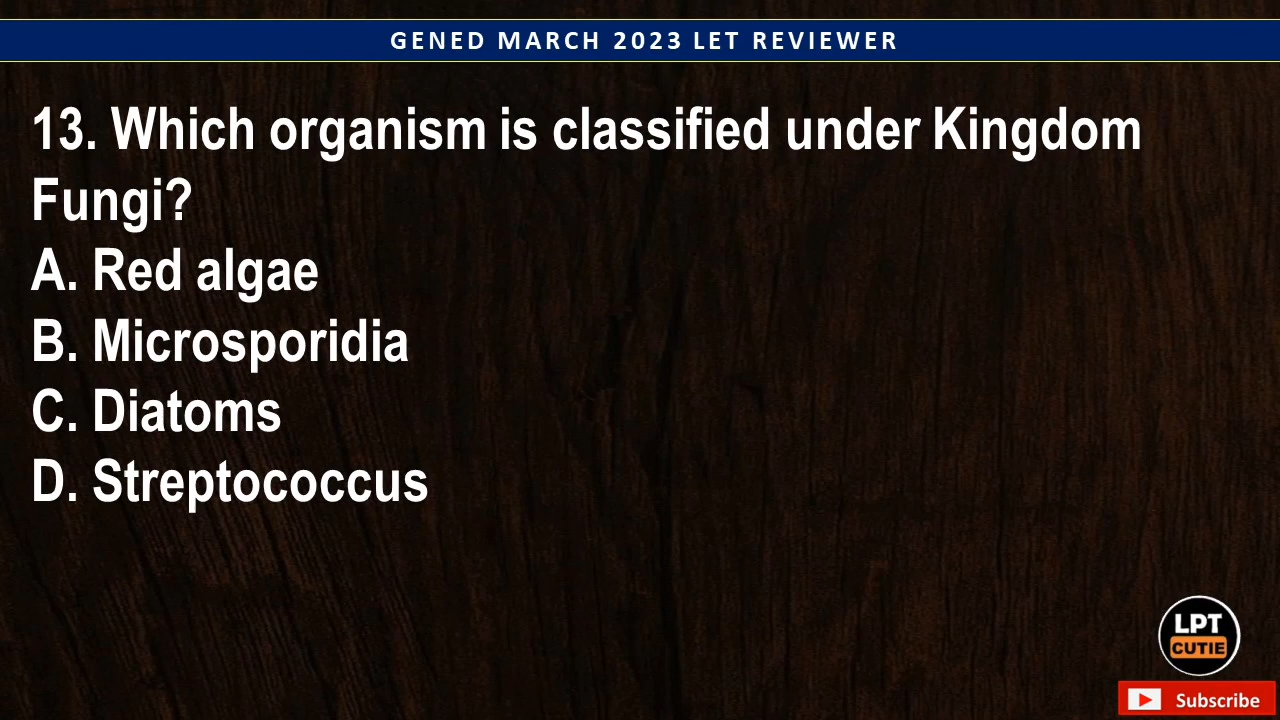 GENED MARCH 2023 LET REVIEWER
13. Which organism is classified under Kingdom
Fungi?
A. Red algae
B. Microsporidia
C. Diatoms
D. Streptococcus
LPT
CUTIE
Subscribe